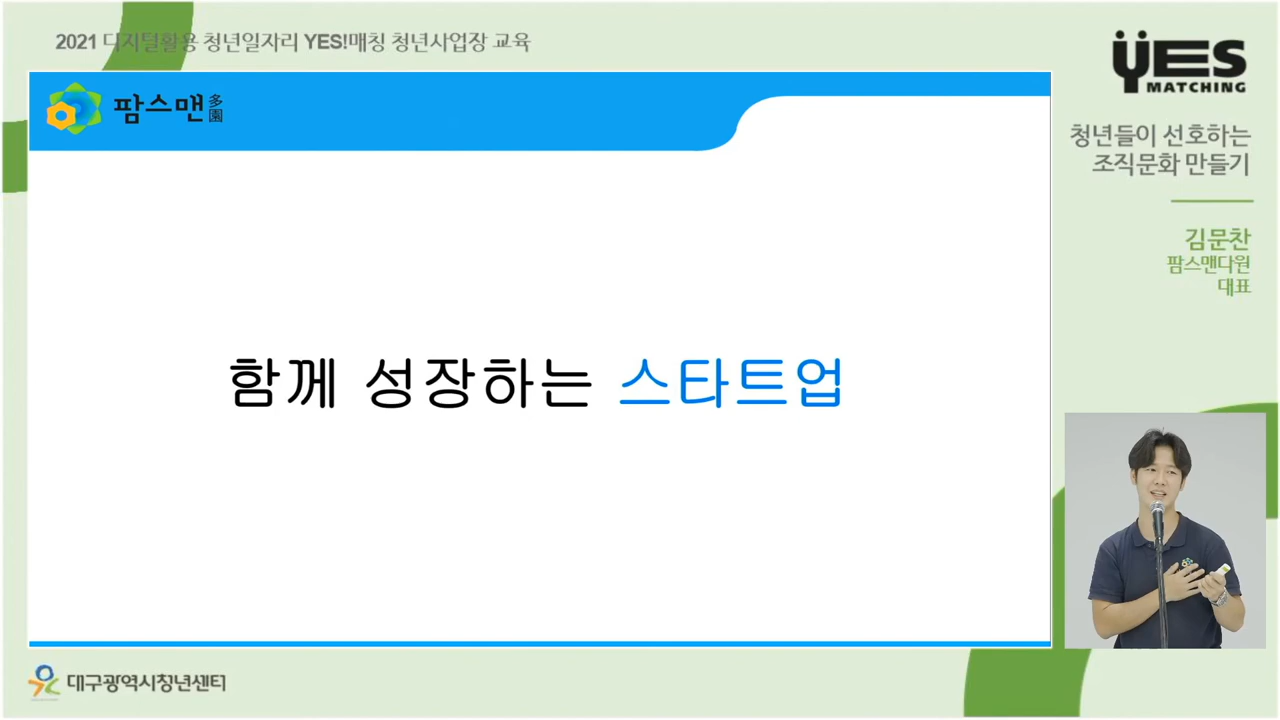 2021 디지털활용 청년일자리 YES!매칭 청년사업장 교육
YES
MATCHING
팜스맨多園
청년들이 선호하는
조직문화 만들기
김문찬
팜스맨다원
대표
함께 성장하는 스타트업
대구광역시청년센터